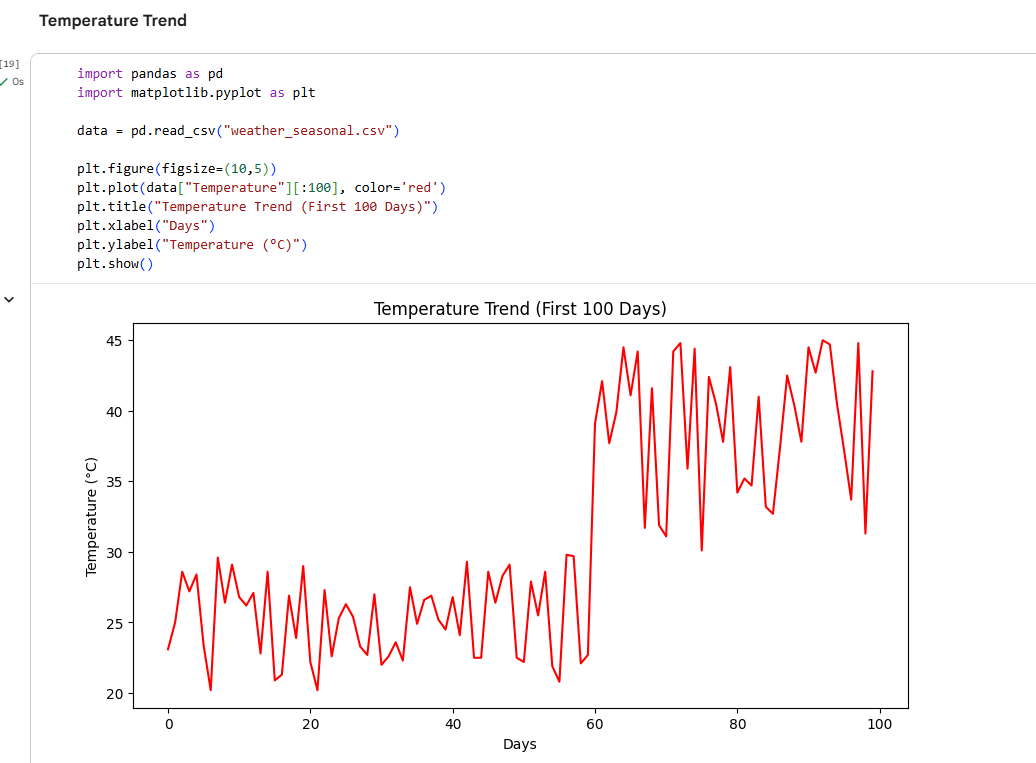 Temperature Trend
[19]
0s
import pandas as pd
import matplotlib.pyplot as plt
data = pd.read_csv("weather_seasonal.csv")
plt.figure(figsize=(10,5))
plt.plot(data["Temperature"][:100], color='red')
plt.title("Temperature Trend (First 100 Days)")
plt.xlabel("Days")
plt.ylabel("Temperature (°C)")
plt.show()
Temperature Trend (First 100 Days)
Temperature (°C)
45
40
35
30
25
20
0 20 40 60 80 100
Days